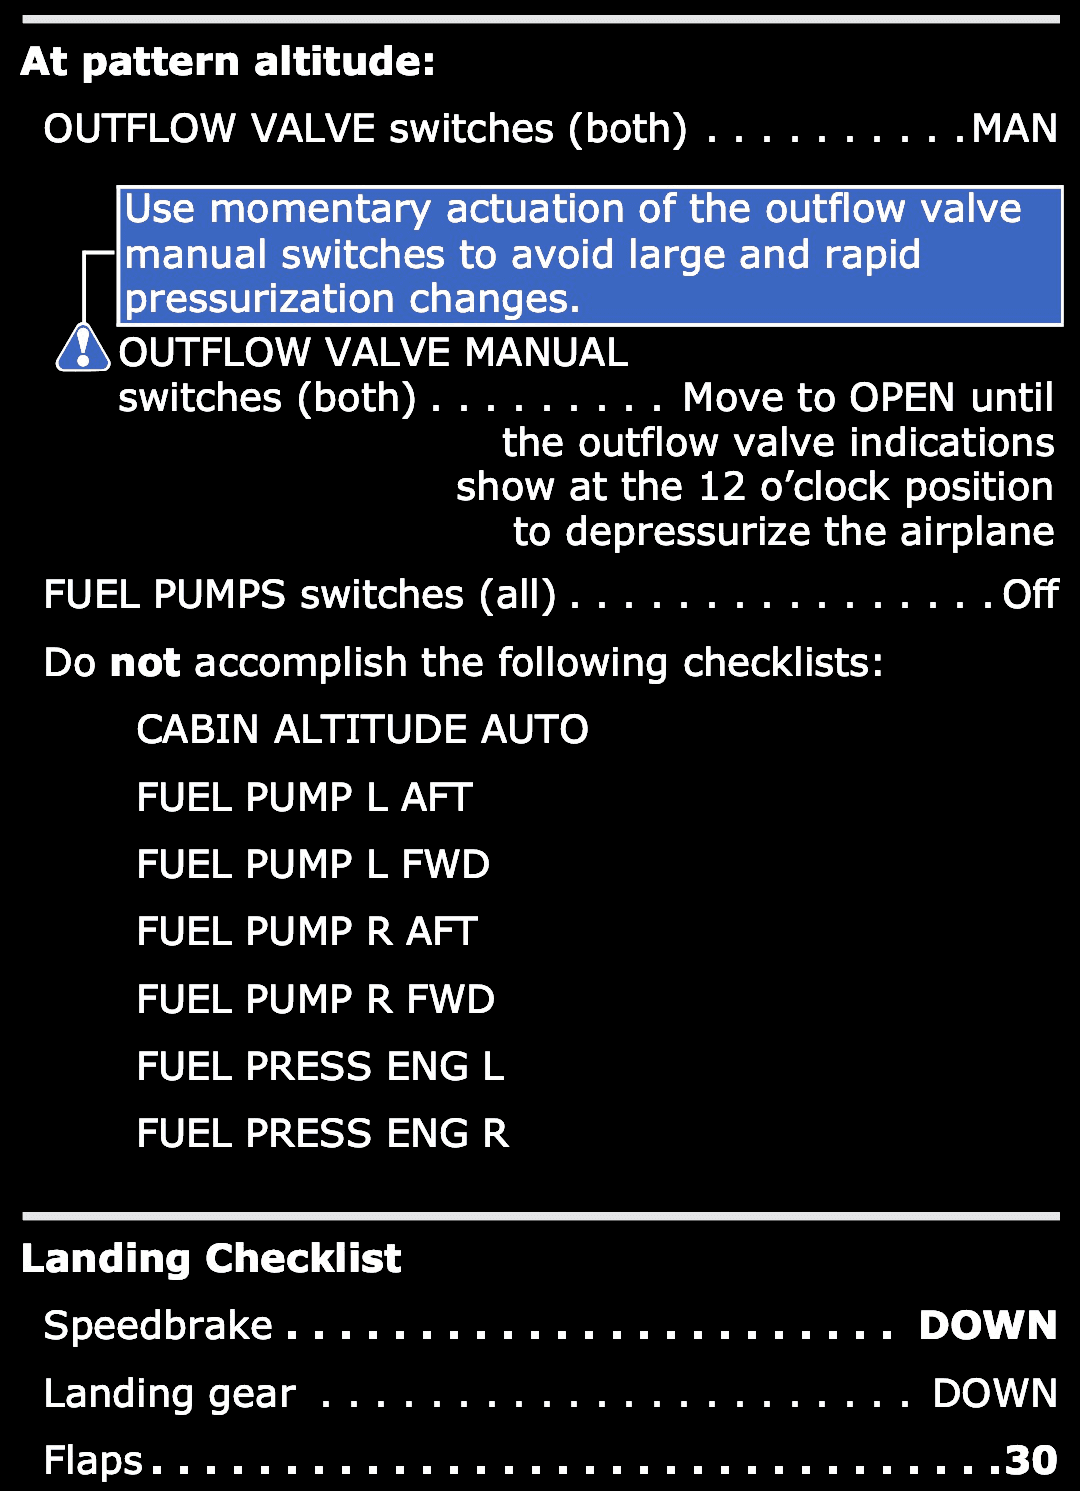 At pattern altitude:
OUTFLOW VALVE switches (both) . . . . . . . . . . MAN
Use momentary actuation of the outflow valve
manual switches to avoid large and rapid
pressurization changes.
OUTFLOW VALVE MANUAL
switches (both) . . . . . . . . . Move to OPEN until
the outflow valve indications
show at the 12 o’clock position
to depressurize the airplane
FUEL PUMPS switches (all) . . . . . . . . . . . . . . . . Off
Do not accomplish the following checklists:
CABIN ALTITUDE AUTO
FUEL PUMP L AFT
FUEL PUMP L FWD
FUEL PUMP R AFT
FUEL PUMP R FWD
FUEL PRESS ENG L
FUEL PRESS ENG R
Landing Checklist
Speedbrake . . . . . . . . . . . . . . . . . . . . . . . DOWN
Landing gear . . . . . . . . . . . . . . . . . . . . . . DOWN
Flaps . . . . . . . . . . . . . . . . . . . . . . . . . . . . . . . . 30